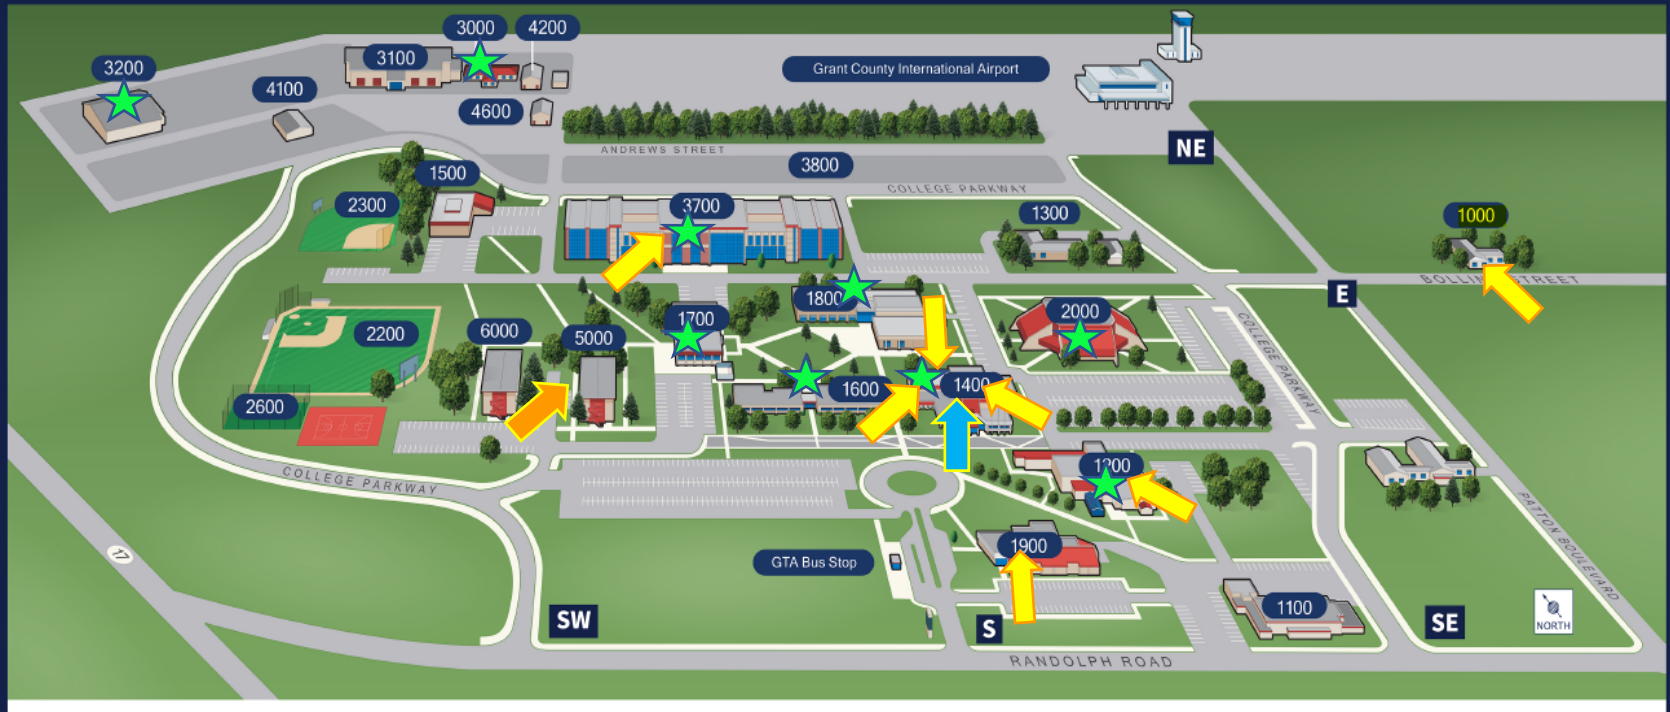 3000
4200
3200
3100
4100
4600
Grant County International Airport
NE
ANDREWS STREET
3800
COLLEGE PARKWAY
1500
2300
3700
1300
1000
BOLLING STREET
E
1800
2200
6000
5000
1700
2000
COLLEGE PARKWAY
2600
1600
1400
COLLEGE PARKWAY
1200
PATTON BOULEVARD
17
1900
GTA Bus Stop
SW
S
1100
SE
NORTH
RANDOLPH ROAD